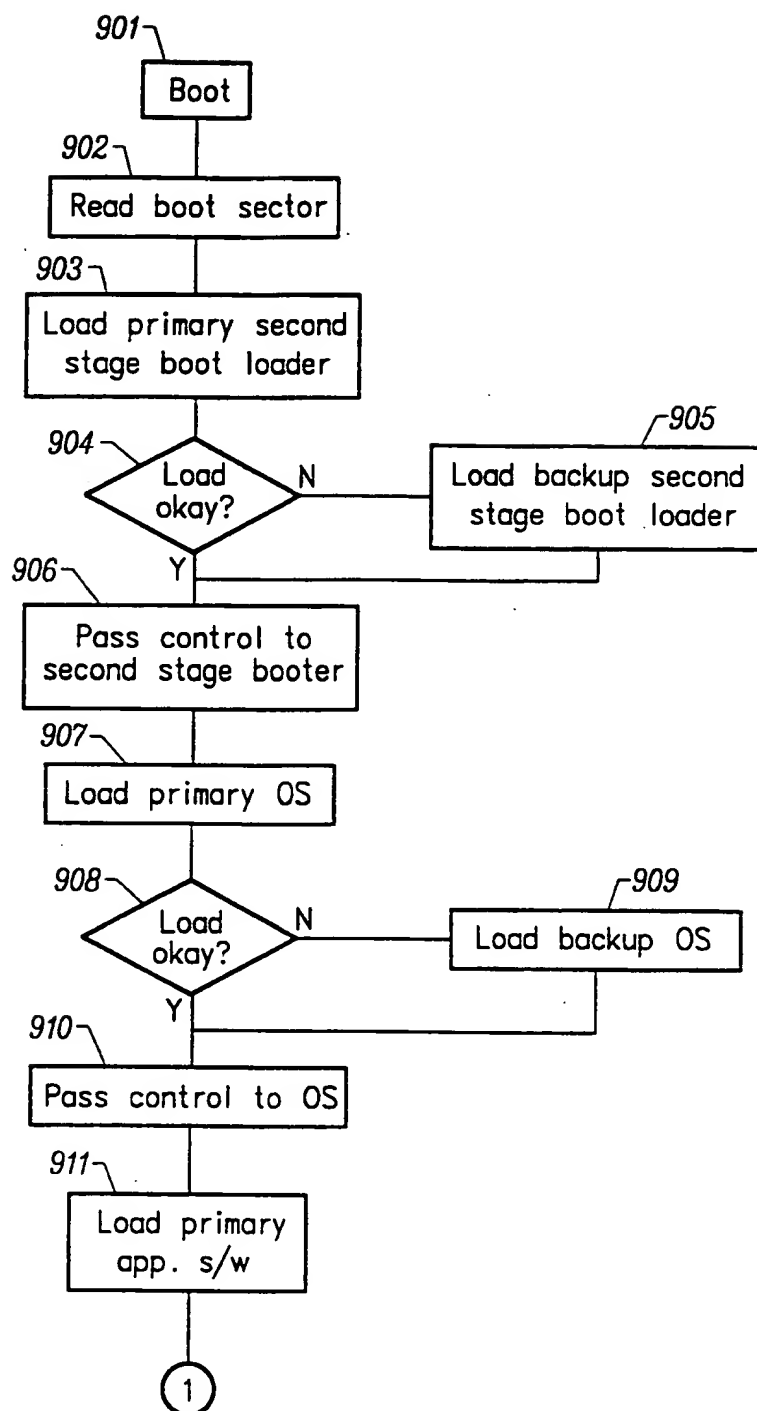 901
Boot
902
Read boot sector
903
Load primary second
stage boot loader
904
Load
okay?
N
Y
905
Load backup second
stage boot loader
906
Pass control to
second stage booter
907
Load primary OS
908
Load
okay?
N
Y
909
Load backup OS
910
Pass control to OS
911
Load primary
app. s/w
1